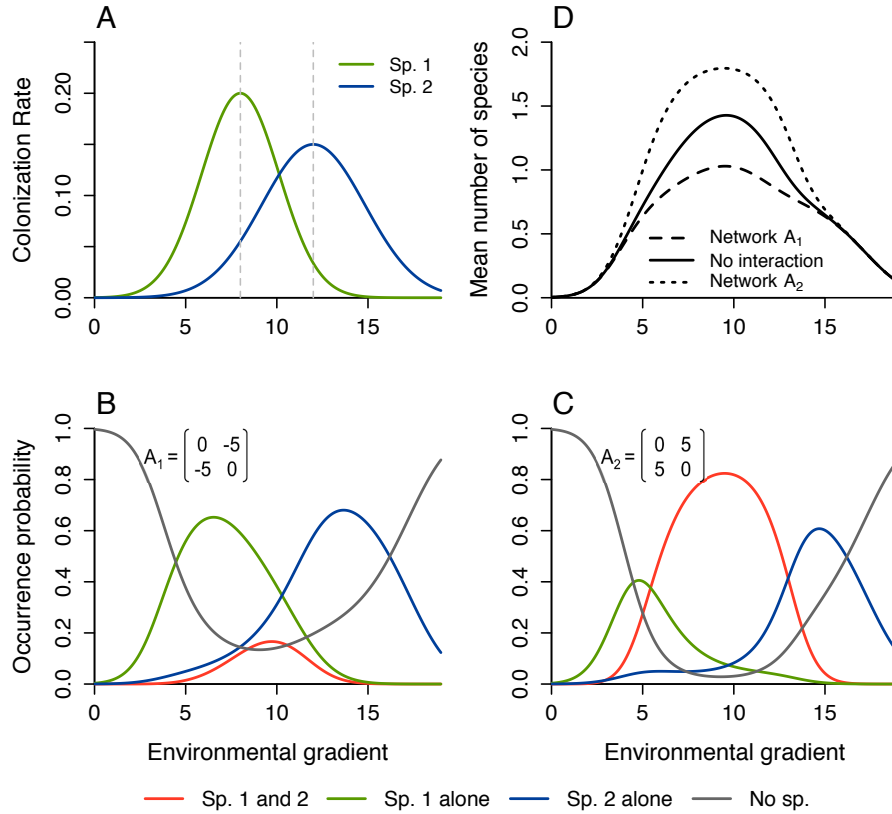 A
Colonization Rate
0.00 0.10 0.20
0 5 10 15
Sp. 1
Sp. 2
D
Mean number of species
0.0 0.5 1.0 1.5 2.0
0 5 10 15
Network A1
No interaction
Network A2
B
Occurrence probability
0.0 0.2 0.4 0.6 0.8 1.0
A1 = 0 -5
-5 0
0 5 10 15
Environmental gradient
C
0.0 0.2 0.4 0.6 0.8 1.0
A2 = 0 5
5 0
0 5 10 15
Environmental gradient
Sp. 1 and 2 Sp. 1 alone Sp. 2 alone No sp.